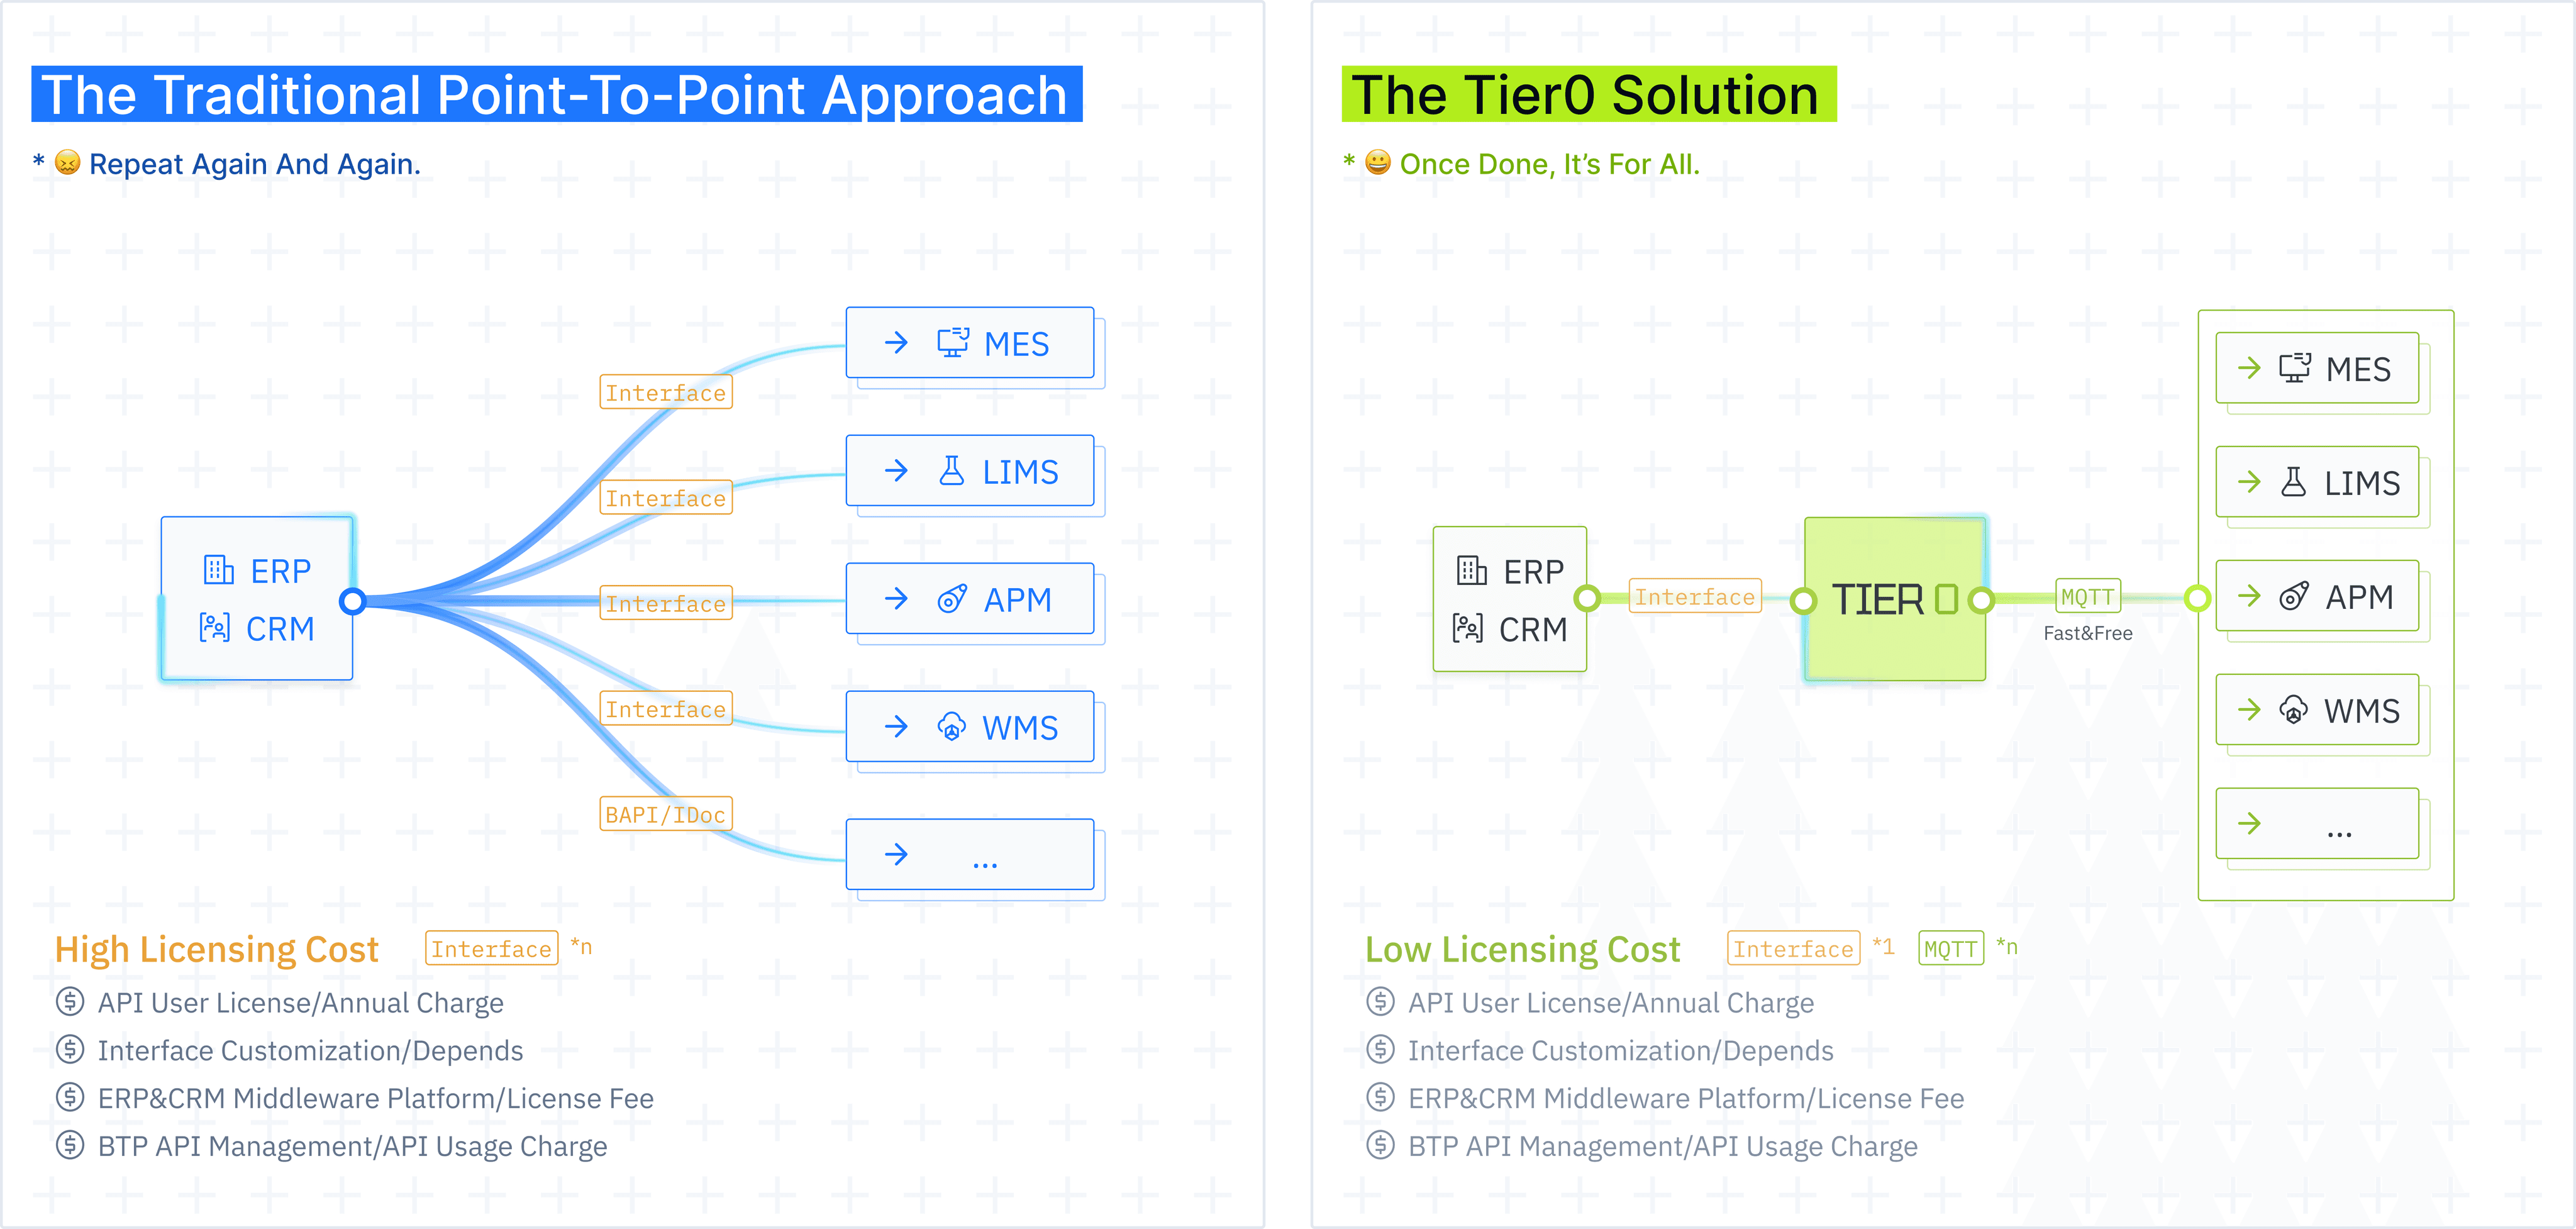 The Traditional Point-To-Point Approach
* 😖 Repeat Again And Again.
ERP
CRM
Interface
Interface
Interface
Interface
BAPI/IDoc
MES
LIMS
APM
WMS
...
High Licensing Cost Interface *n
API User License/Annual Charge
Interface Customization/Depends
ERP&CRM Middleware Platform/License Fee
BTP API Management/API Usage Charge
The Tier0 Solution
* 😀 Once Done, It’s For All.
ERP
CRM
Interface
TIER 0
MQTT
Fast&Free
MES
LIMS
APM
WMS
...
Low Licensing Cost Interface *1 MQTT *n
API User License/Annual Charge
Interface Customization/Depends
ERP&CRM Middleware Platform/License Fee
BTP API Management/API Usage Charge